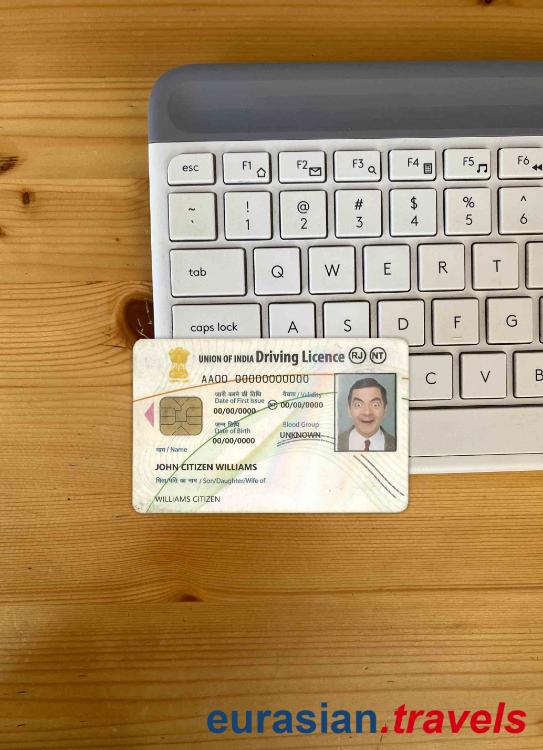 esc F1 F2 F3 F4 F5 F6
~ ! @ # $ % ^
` 1 2 3 4 5 6
tab Q W E R T
caps lock A S D F G
C V B
UNION OF INDIA Driving Licence RJ NT
AA00 00000000000
जारी करने की तिथि वैधता / Validity
Date of First Issue NT 00/00/0000
00/00/0000
जन्म तिथि Blood Group
Date of Birth UNKNOWN
00/00/0000
नाम / Name
JOHN CITIZEN WILLIAMS
पिता/पति का नाम / Son/Daughter/Wife of
WILLIAMS CITIZEN
eurasian.travels